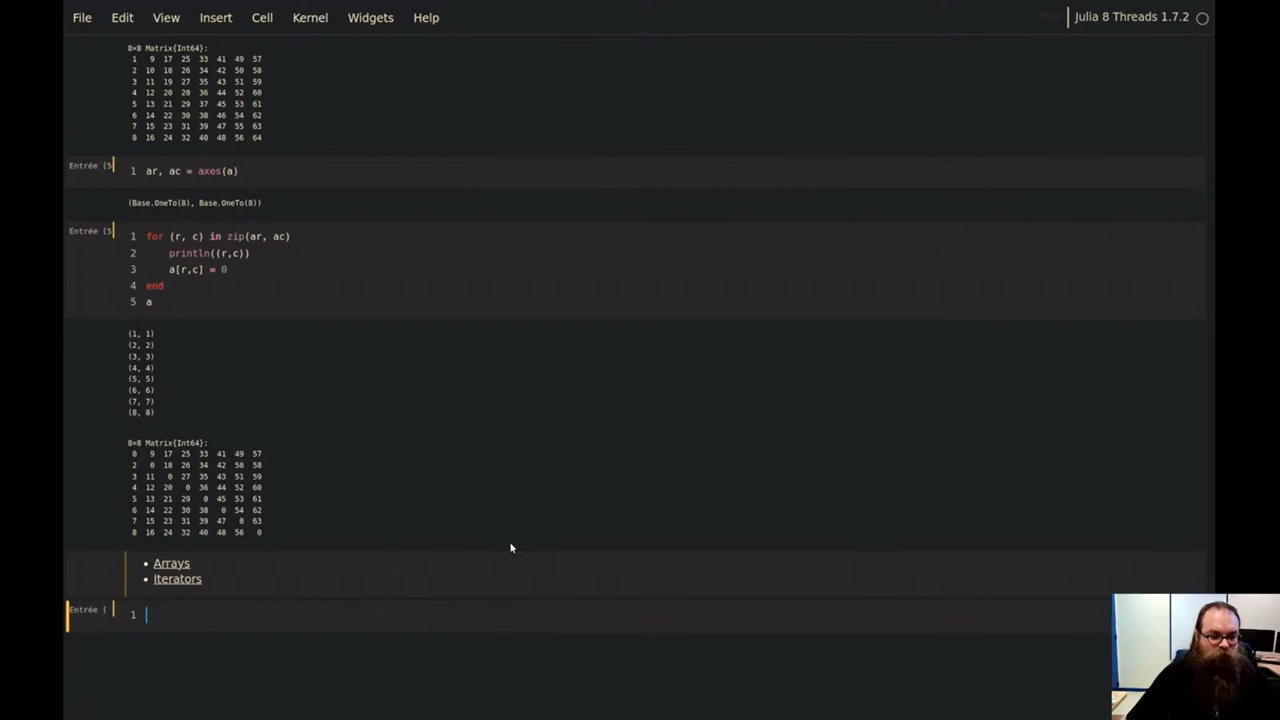 File Edit View Insert Cell Kernel Widgets Help
Julia 8 Threads 1.7.2
8×8 Matrix{Int64}:
1 9 17 25 33 41 49 57
2 10 18 26 34 42 50 58
3 11 19 27 35 43 51 59
4 12 20 28 36 44 52 60
5 13 21 29 37 45 53 61
6 14 22 30 38 46 54 62
7 15 23 31 39 47 55 63
8 16 24 32 40 48 56 64
Entrée [5
1 ar, ac = axes(a)
(Base.OneTo(8), Base.OneTo(8))
Entrée [5
1 for (r, c) in zip(ar, ac)
2 println((r,c))
3 a[r,c] = 0
4 end
5 a
(1, 1)
(2, 2)
(3, 3)
(4, 4)
(5, 5)
(6, 6)
(7, 7)
(8, 8)
8×8 Matrix{Int64}:
0 9 17 25 33 41 49 57
2 0 18 26 34 42 50 58
3 11 0 27 35 43 51 59
4 12 20 0 36 44 52 60
5 13 21 29 0 45 53 61
6 14 22 30 38 0 54 62
7 15 23 31 39 47 0 63
8 16 24 32 40 48 56 0
• Arrays
• Iterators
Entrée [
1